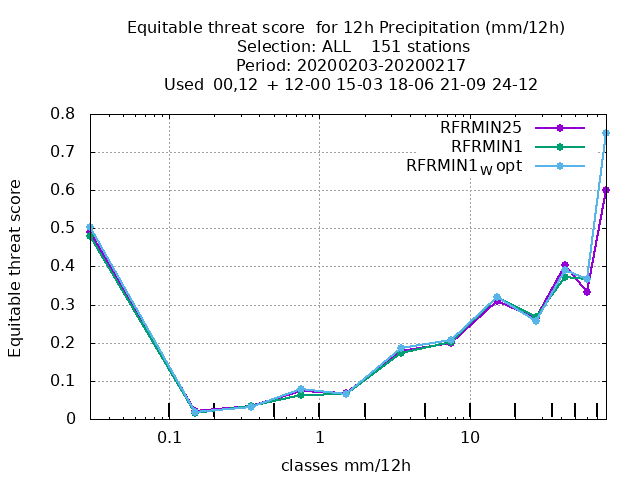 Equitable threat score  for 12h Precipitation (mm/12h)
Selection: ALL    151 stations
Period: 20200203-20200217
Used  00,12  + 12-00 15-03 18-06 21-09 24-12
RFRMIN25
RFRMIN1
RFRMIN1_W opt
Equitable threat score
0.8
0.7
0.6
0.5
0.4
0.3
0.2
0.1
0
0.1 1 10
classes mm/12h